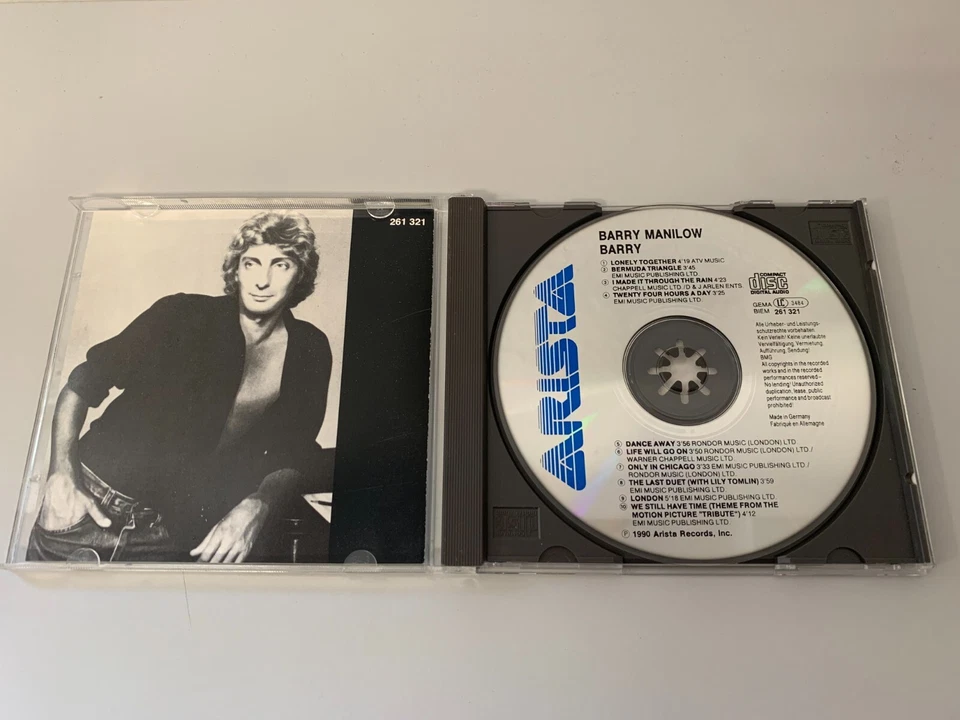 261 321
BARRY MANILOW
BARRY
1 LONELY TOGETHER 4'19 ATV MUSIC
2 BERMUDA TRIANGLE 3'45
EMI MUSIC PUBLISHING LTD.
3 I MADE IT THROUGH THE RAIN 4'23
CHAPPELL MUSIC LTD./D & J ARLEN ENTS.
4 TWENTY FOUR HOURS A DAY 3'25
EMI MUSIC PUBLISHING LTD.
ARISTA
COMPACT
disc
DIGITAL AUDIO
GEMA LC 3484
BIEM 261 321
Alle Urheber- und Leistungs-
schutzrechte vorbehalten.
Kein Verleih! Keine unerlaubte
Vervielfältigung, Vermietung,
Aufführung, Sendung!
BMG
All copyrights in the recorded
works and in the recorded
performances reserved –
No lending! Unauthorized
duplication, lease, public
performance and broadcast
prohibited!
Made in Germany
Fabriqué en Allemagne
5 DANCE AWAY 3'56 RONDOR MUSIC (LONDON) LTD
6 LIFE WILL GO ON 3'50 RONDOR MUSIC (LONDON) LTD./
WARNER CHAPPELL MUSIC LTD.
7 ONLY IN CHICAGO 3'33 EMI MUSIC PUBLISHING LTD./
RONDOR MUSIC (LONDON) LTD.
8 THE LAST DUET (WITH LILY TOMLIN) 3'59
EMI MUSIC PUBLISHING LTD
9 LONDON 5'18 EMI MUSIC PUBLISHING LTD.
10 WE STILL HAVE TIME (THEME FROM THE
MOTION PICTURE "TRIBUTE") 4'12
EMI MUSIC PUBLISHING LTD
℗ 1990 Arista Records, Inc.